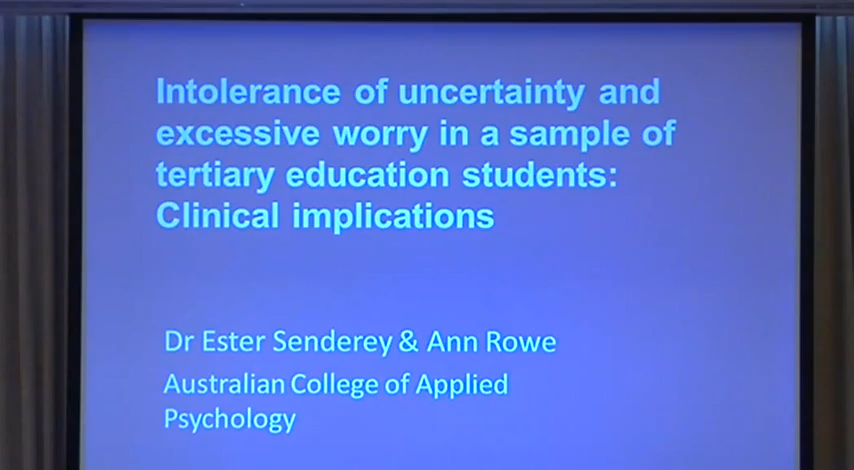 Intolerance of uncertainty and
excessive worry in a sample of
tertiary education students:
Clinical implications
Dr Ester Senderey & Ann Rowe
Australian College of Applied
Psychology